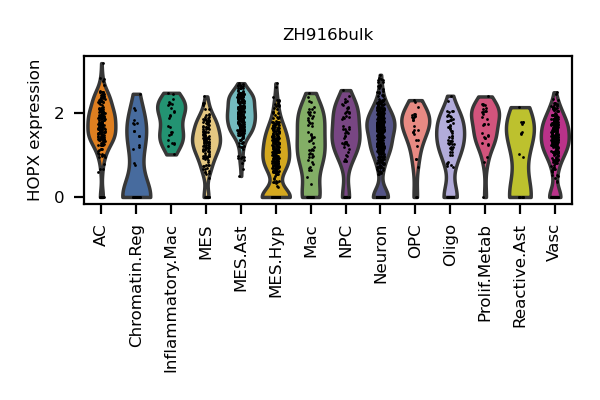 ZH916bulk
HOPX expression
2
0
AC
Chromatin.Reg
Inflammatory.Mac
MES
MES.Ast
MES.Hyp
Mac
NPC
Neuron
OPC
Oligo
Prolif.Metab
Reactive.Ast
Vasc